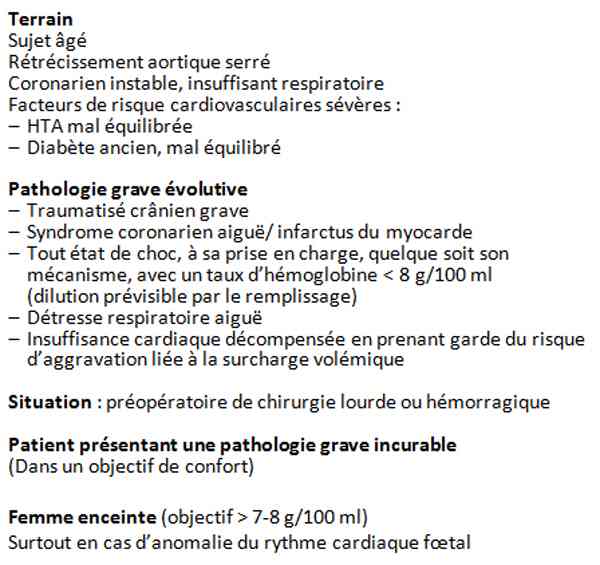 Terrain
Sujet âgé
Rétrécissement aortique serré
Coronarien instable, insuffisant respiratoire
Facteurs de risque cardiovasculaires sévères :
– HTA mal équilibrée
– Diabète ancien, mal équilibré
Pathologie grave évolutive
– Traumatisé crânien grave
– Syndrome coronarien aiguë/ infarctus du myocarde
– Tout état de choc, à sa prise en charge, quelque soit son
mécanisme, avec un taux d’hémoglobine < 8 g/100 ml
(dilution prévisible par le remplissage)
– Détresse respiratoire aiguë
– Insuffisance cardiaque décompensée en prenant garde du risque
d’aggravation liée à la surcharge volémique
Situation : préopératoire de chirurgie lourde ou hémorragique
Patient présentant une pathologie grave incurable
(Dans un objectif de confort)
Femme enceinte (objectif > 7-8 g/100 ml)
Surtout en cas d’anomalie du rythme cardiaque fœtal